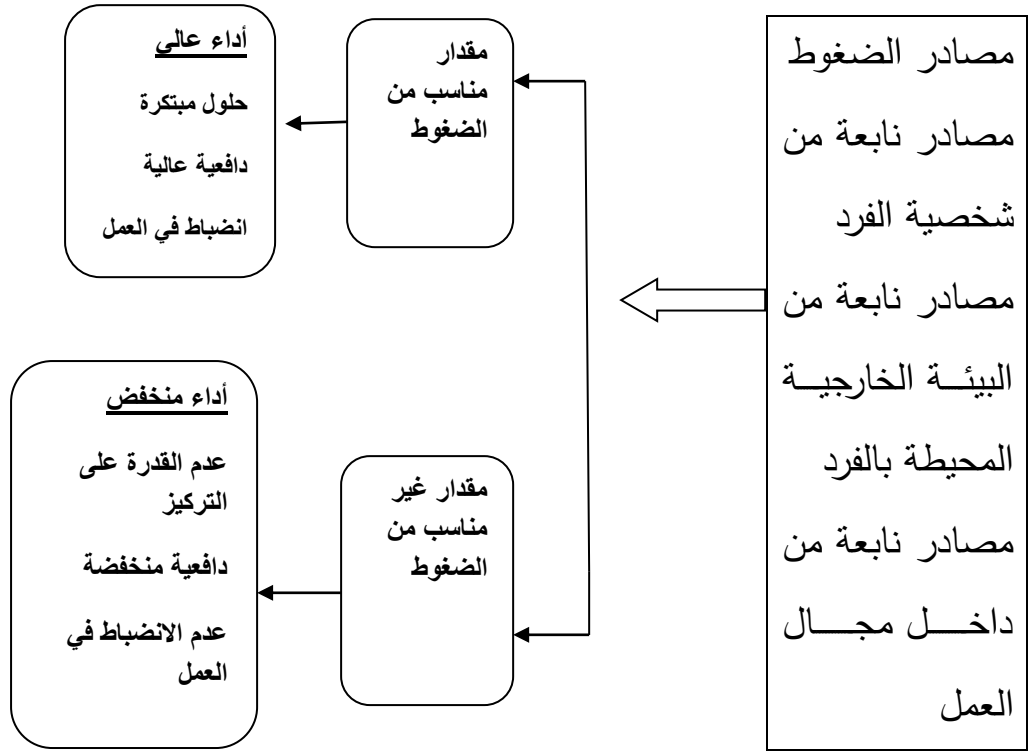 مصادر الضغوط
مصادر نابعة من
شخصية الفرد
مصادر نابعة من
البيئة الخارجية
المحيطة بالفرد
مصادر نابعة من
داخل مجال
العمل
مقدار
مناسب من
الضغوط
أداء عالي
حلول مبتكرة
دافعية عالية
انضباط في العمل
مقدار غير
مناسب من
الضغوط
أداء منخفض
عدم القدرة على
التركيز
دافعية منخفضة
عدم الانضباط في
العمل